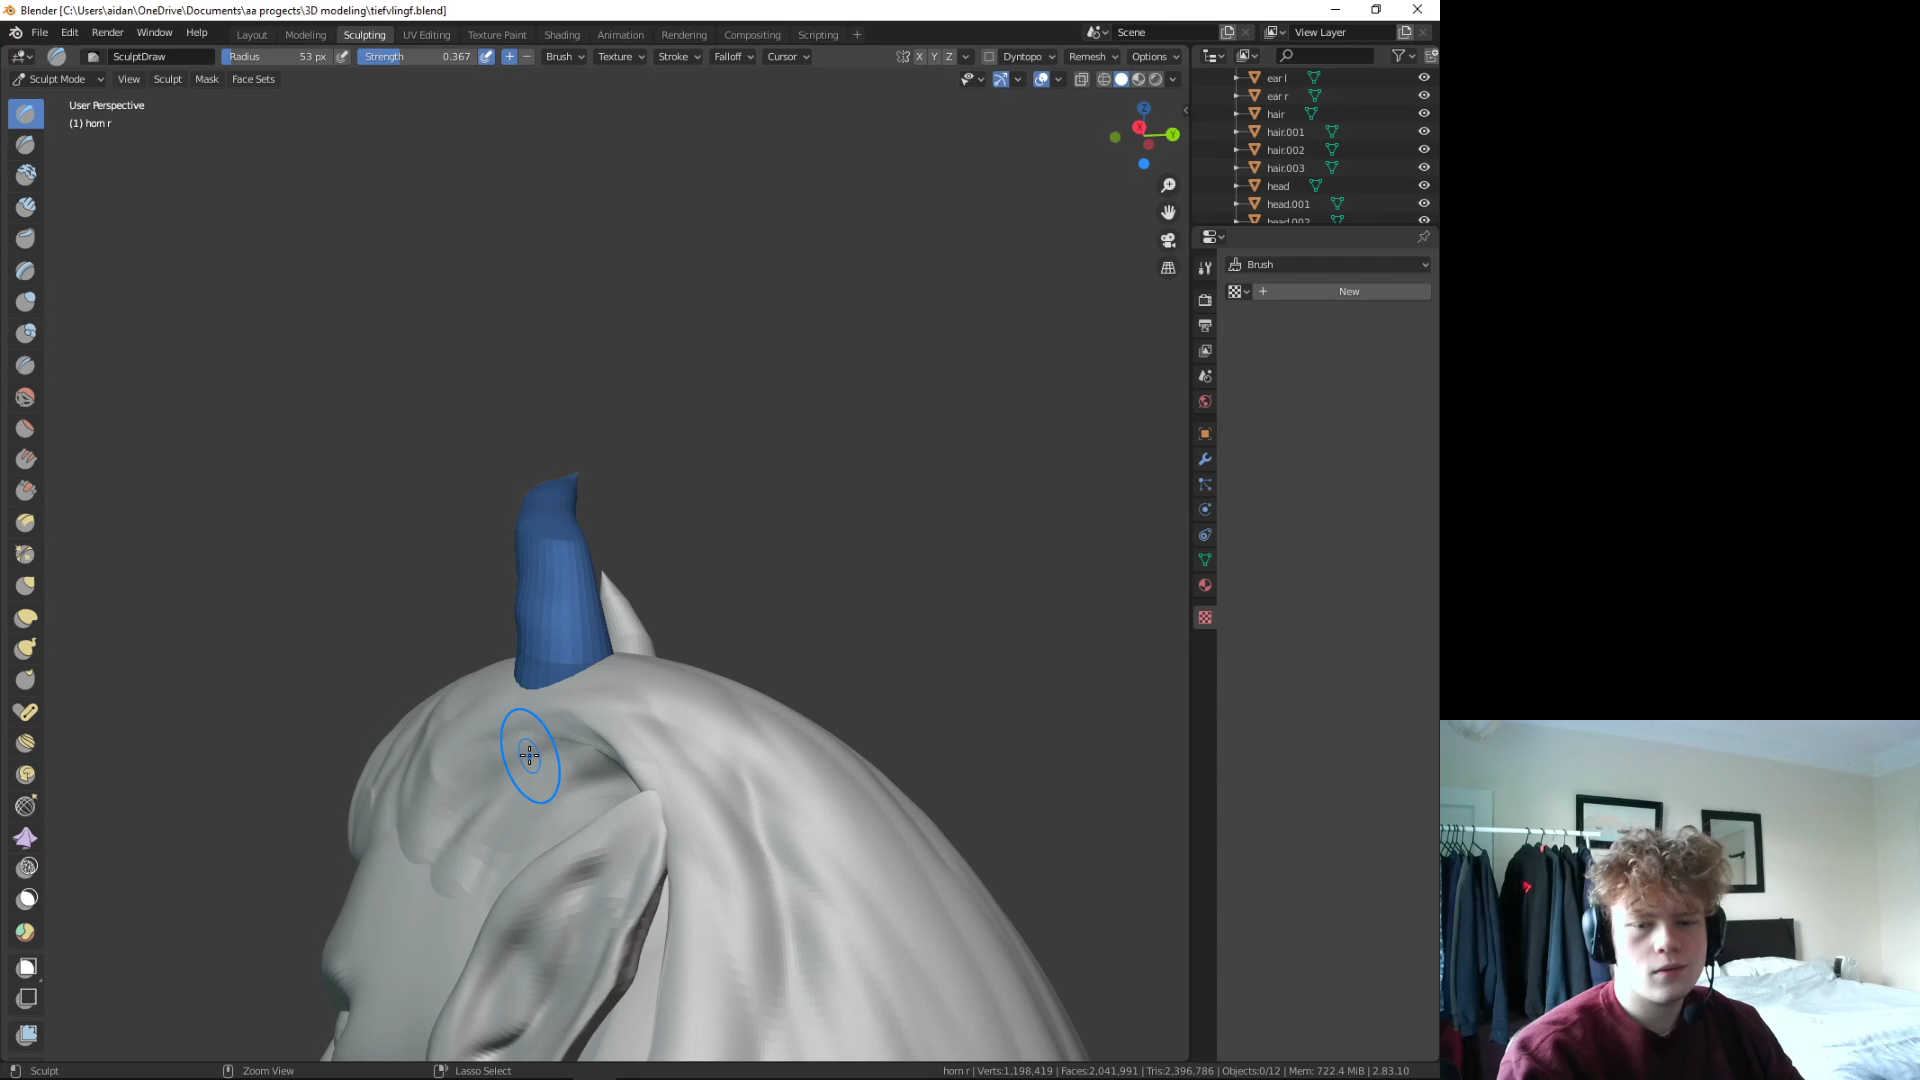 Blender [C:\Users\aidan\OneDrive\Documents\aa progects\3D modeling\tiefvlingf.blend]
File Edit Render Window Help Layout Modeling Sculpting UV Editing Texture Paint Shading Animation Rendering Compositing Scripting + Scene View Layer
SculptDraw Radius 53 px Strength 0.367 + − Brush Texture Stroke Falloff Cursor X Y Z Dyntopo Remesh Options
Sculpt Mode View Sculpt Mask Face Sets
User Perspective
(1) horn r
Z
X
Y
ear l
ear r
hair
hair.001
hair.002
hair.003
head
head.001
head.002
Brush
+ New
Sculpt Zoom View Lasso Select horn r | Verts:1,198,419 | Faces:2,041,991 | Tris:2,396,786 | Objects:0/12 | Mem: 722.4 MiB | 2.83.10